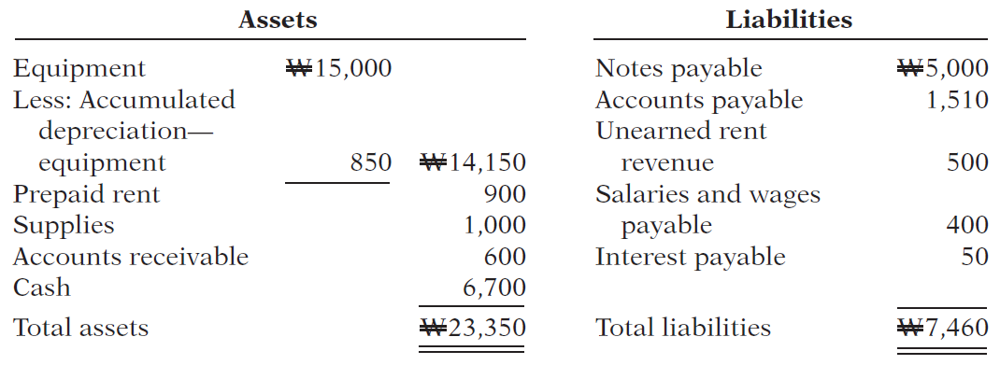 Assets
Equipment ₩15,000
Less: Accumulated
depreciation—
equipment 850 ₩14,150
Prepaid rent 900
Supplies 1,000
Accounts receivable 600
Cash 6,700
Total assets ₩23,350
Liabilities
Notes payable ₩5,000
Accounts payable 1,510
Unearned rent
revenue 500
Salaries and wages
payable 400
Interest payable 50
Total liabilities ₩7,460